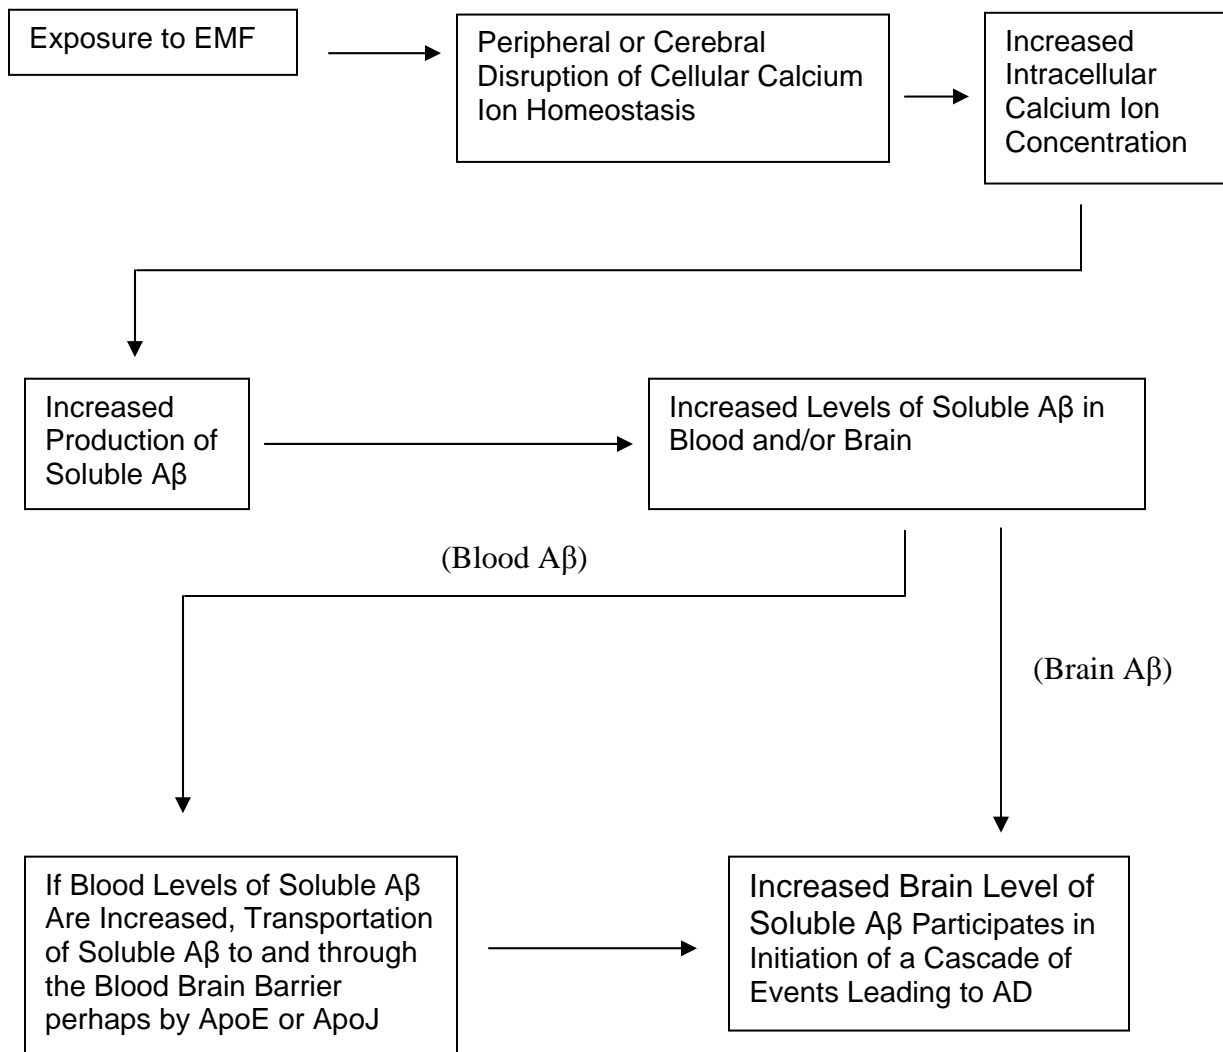 Exposure to EMF
Peripheral or Cerebral
Disruption of Cellular Calcium
Ion Homeostasis
Increased
Intracellular
Calcium Ion
Concentration
Increased
Production of
Soluble Aβ
Increased Levels of Soluble Aβ in
Blood and/or Brain
(Blood Aβ)
(Brain Aβ)
If Blood Levels of Soluble Aβ
Are Increased, Transportation
of Soluble Aβ to and through
the Blood Brain Barrier
perhaps by ApoE or ApoJ
Increased Brain Level of
Soluble Aβ Participates in
Initiation of a Cascade of
Events Leading to AD